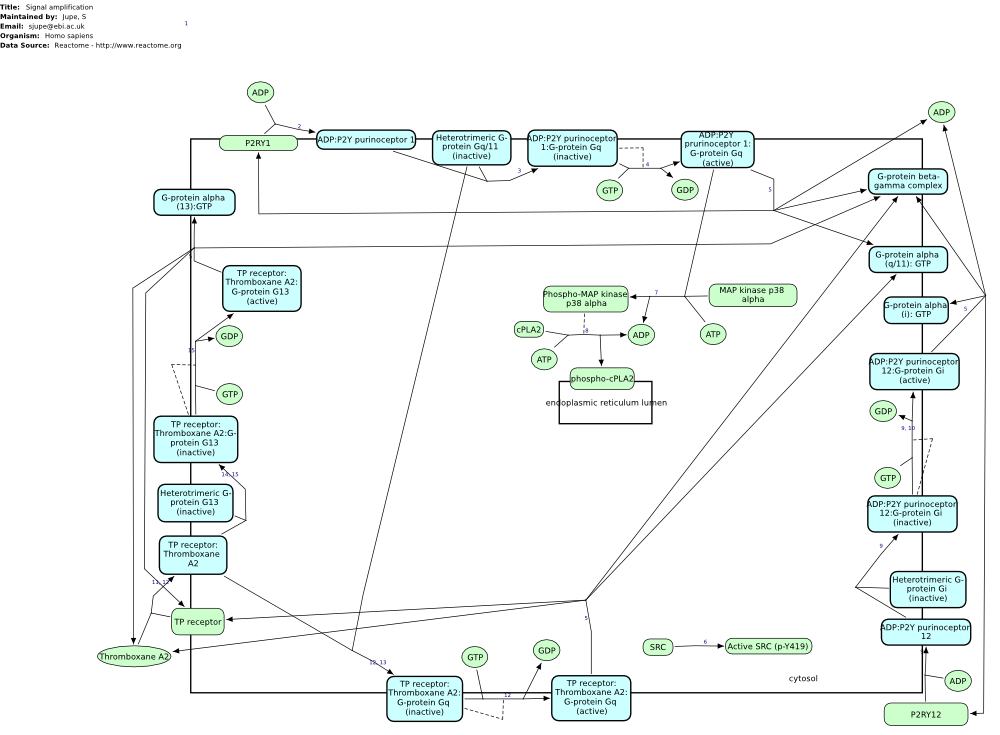 Title: Signal amplification
Maintained by: Jupe, S
Email: sjupe@ebi.ac.uk
Organism: Homo sapiens
Data Source: Reactome - http://www.reactome.org
1
ADP
ADP
2
P2RY1
ADP:P2Y purinoceptor 1
Heterotrimeric G-
protein Gq/11
(inactive)
ADP:P2Y purinoceptor
1:G-protein Gq
(inactive)
ADP:P2Y
prurinoceptor 1:
G-protein Gq
(active)
3
4
GTP
GDP
5
G-protein beta-
gamma complex
G-protein alpha
(13):GTP
G-protein alpha
(q/11): GTP
TP receptor:
Thromboxane A2:
G-protein G13
(active)
Phospho-MAP kinase
p38 alpha
7
MAP kinase p38
alpha
G-protein alpha
(i): GTP
5
cPLA2
8
ADP
ATP
ATP
GDP
15
phospho-cPLA2
endoplasmic reticulum lumen
ADP:P2Y purinoceptor
12:G-protein Gi
(active)
GTP
GDP
9, 10
TP receptor:
Thromboxane A2:G-
protein G13
(inactive)
14, 15
GTP
Heterotrimeric G-
protein G13
(inactive)
ADP:P2Y purinoceptor
12:G-protein Gi
(inactive)
TP receptor:
Thromboxane
A2
9
Heterotrimeric G-
protein Gi
(inactive)
TP receptor
5
ADP:P2Y purinoceptor
12
Thromboxane A2
12, 13
GTP
GDP
SRC
6
Active SRC (p-Y419)
cytosol
ADP
TP receptor:
Thromboxane A2:
G-protein Gq
(inactive)
12
TP receptor:
Thromboxane A2:
G-protein Gq
(active)
P2RY12